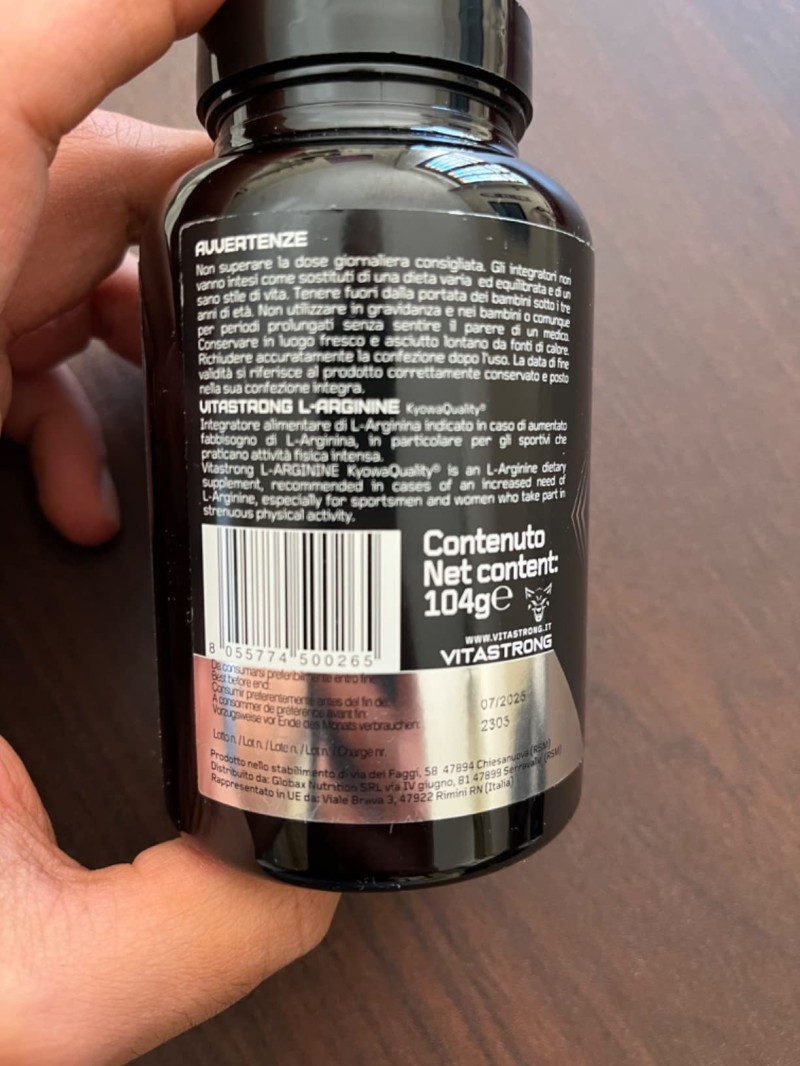 AVVERTENZE
Non superare la dose giornaliera consigliata. Gli integratori non
vanno intesi come sostituti di una dieta varia ed equilibrata e di un
sano stile di vita. Tenere fuori dalla portata dei bambini sotto i tre
anni di età. Non utilizzare in gravidanza e nei bambini o comunque
per periodi prolungati senza sentire il parere di un medico.
Conservare in luogo fresco e asciutto lontano da fonti di calore.
Richiudere accuratamente la confezione dopo l'uso. La data di fine
validità si riferisce al prodotto correttamente conservato e posto
nella sua confezione integra.
VITASTRONG L-ARGININE KyowaQuality®
Integratore alimentare di L-Arginina indicato in caso di aumentato
fabbisogno di L-Arginina, in particolare per gli sportivi che
praticano attività fisica intensa.
Vitastrong L-ARGININE KyowaQuality® is an L-Arginine dietary
supplement, recommended in cases of an increased need of
L-Arginine, especially for sportsmen and women who take part in
strenuous physical activity.
Contenuto
Net content:
104g℮
WWW.VITASTRONG.IT
VITASTRONG
8 055774 500265
Da consumarsi preferibilmente entro fine:
Best before end:
Consumir preferentemente antes del fin de:
A consommer de préférence avant fin:
Vorzugsweise vor Ende des Monats verbrauchen:
07/2026
2305
Lotto n. / Lot n. / Lote n. / Lot n. / Charge nr.
Prodotto nello stabilimento di via dei Faggi, 58 47894 Chiesanuova (RSM)
Distribuito da: Globax Nutrition SRL via IV giugno, 81 47899 Serravalle (RSM)
Rappresentato in UE da: Viale Brava 3, 47922 Rimini RN (Italia)